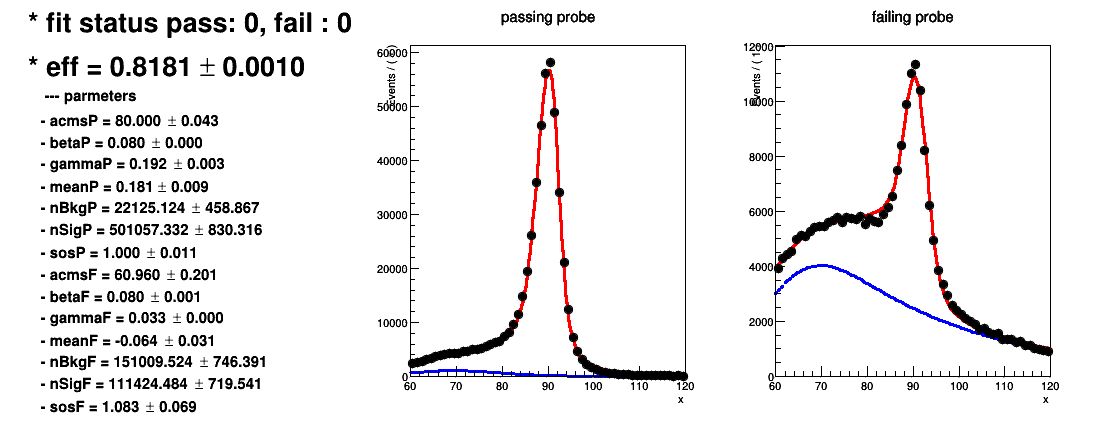 * fit status pass: 0, fail : 0
* eff = 0.8181 ± 0.0010
--- parmeters
- acmsP = 80.000 ± 0.043
- betaP = 0.080 ± 0.000
- gammaP = 0.192 ± 0.003
- meanP = 0.181 ± 0.009
- nBkgP = 22125.124 ± 458.867
- nSigP = 501057.332 ± 830.316
- sosP = 1.000 ± 0.011
- acmsF = 60.960 ± 0.201
- betaF = 0.080 ± 0.001
- gammaF = 0.033 ± 0.000
- meanF = -0.064 ± 0.031
- nBkgF = 151009.524 ± 746.391
- nSigF = 111424.484 ± 719.541
- sosF = 1.083 ± 0.069
passing probe
60000
50000
40000
30000
20000
10000
0
60 70 80 90 100 110 120
x
failing probe
12000
10000
8000
6000
4000
2000
0
60 70 80 90 100 110 120
x